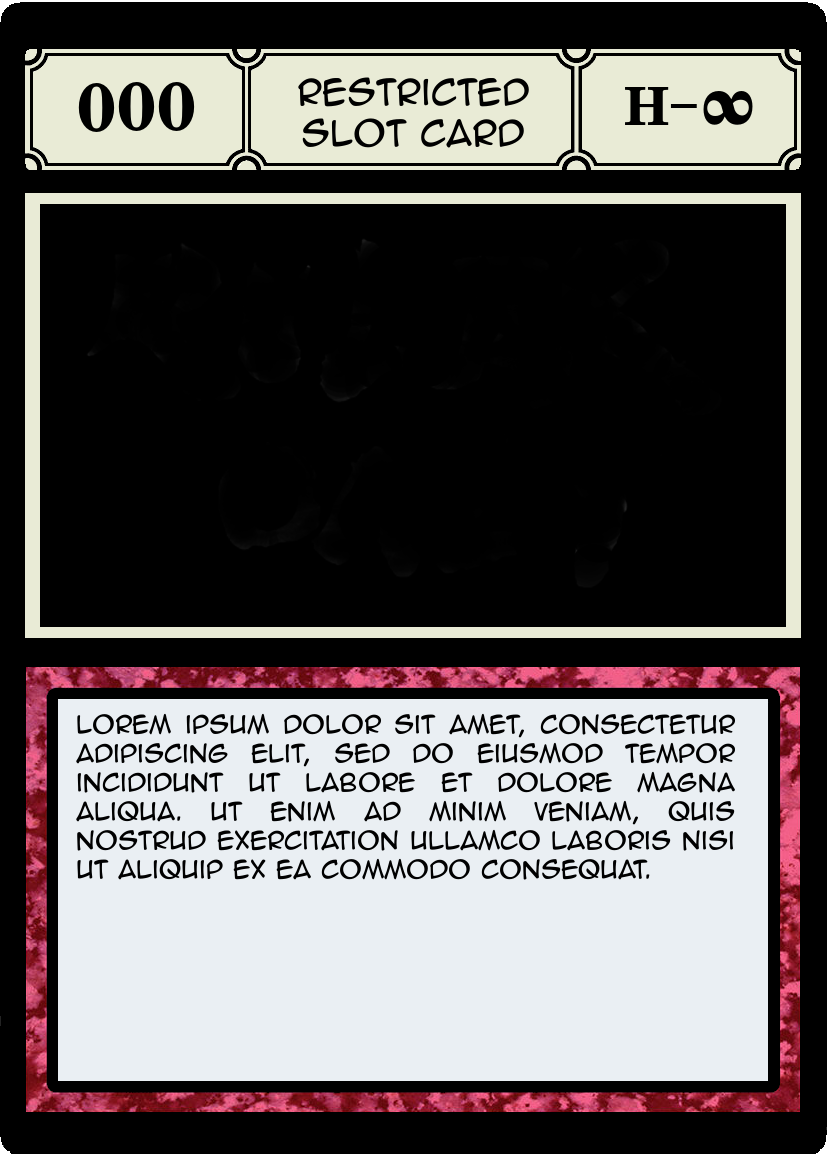 000
RESTRICTED
SLOT CARD
H-∞
LOREM IPSUM DOLOR SIT AMET, CONSECTETUR
ADIPISCING ELIT, SED DO EIUSMOD TEMPOR
INCIDIDUNT UT LABORE ET DOLORE MAGNA
ALIQUA. UT ENIM AD MINIM VENIAM, QUIS
NOSTRUD EXERCITATION ULLAMCO LABORIS NISI
UT ALIQUIP EX EA COMMODO CONSEQUAT.